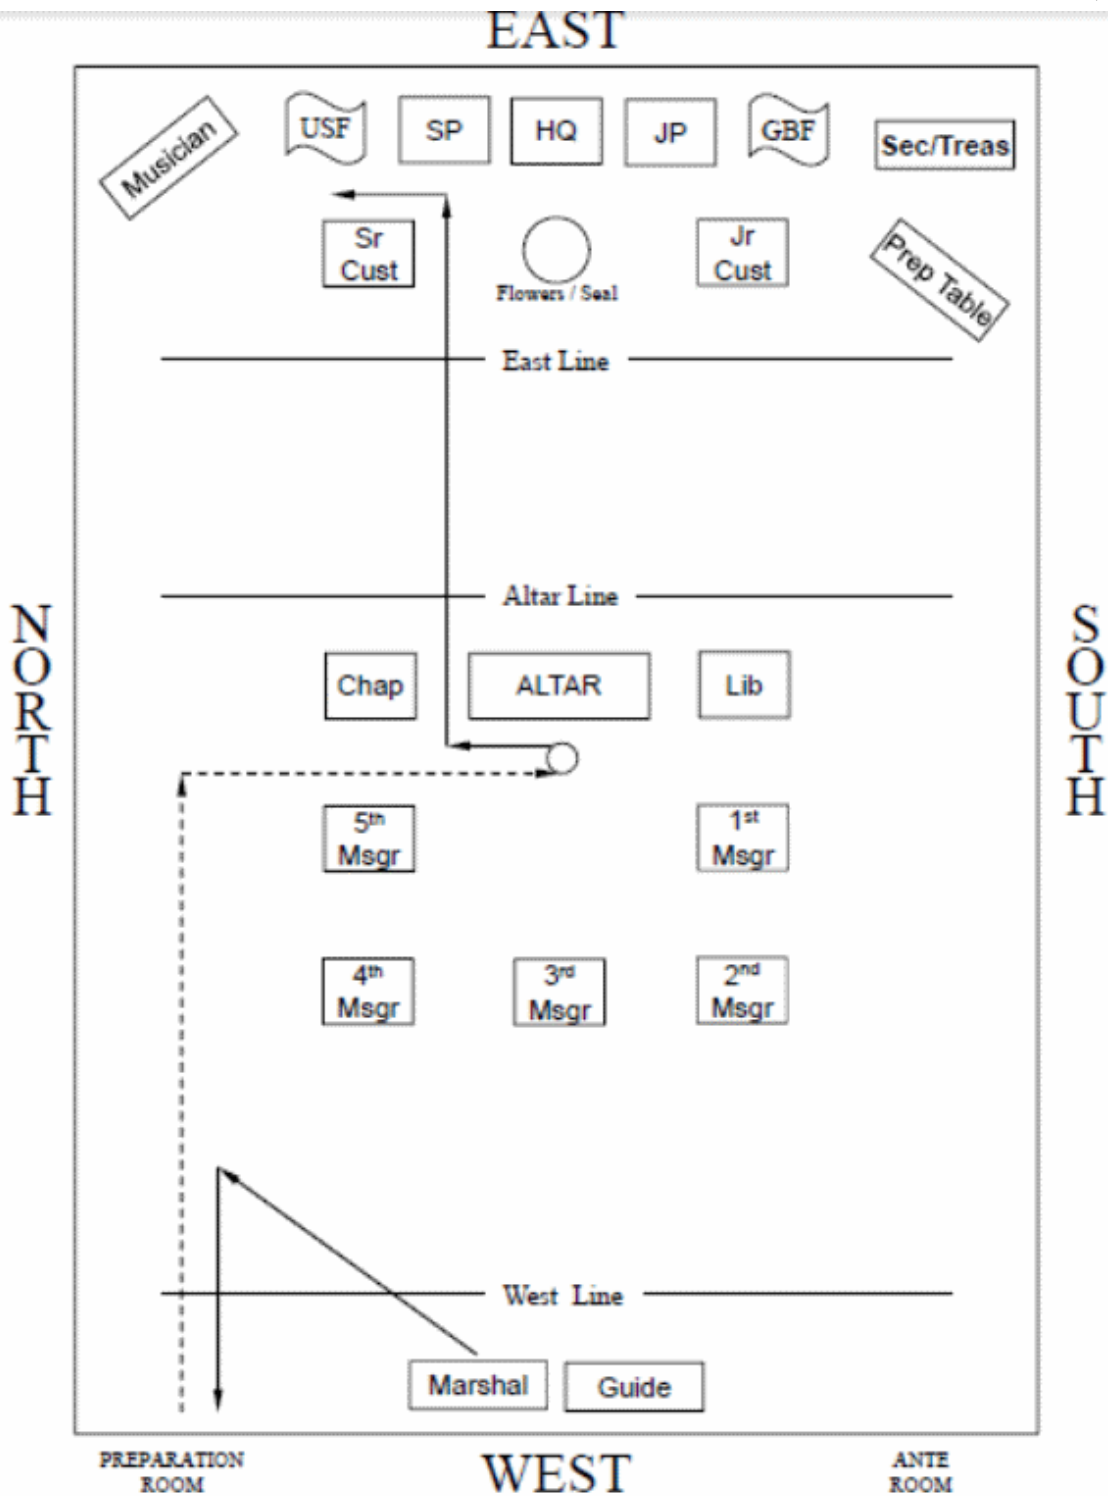 EAST
Musician
USF
SP
HQ
JP
GBF
Sec/Treas
Sr
Cust
Flowers / Seal
Jr
Cust
Prep Table
East Line
Altar Line
NORTH
SOUTH
Chap
ALTAR
Lib
5th
Msgr
1st
Msgr
4th
Msgr
3rd
Msgr
2nd
Msgr
West Line
Marshal
Guide
PREPARATION
ROOM
WEST
ANTE
ROOM